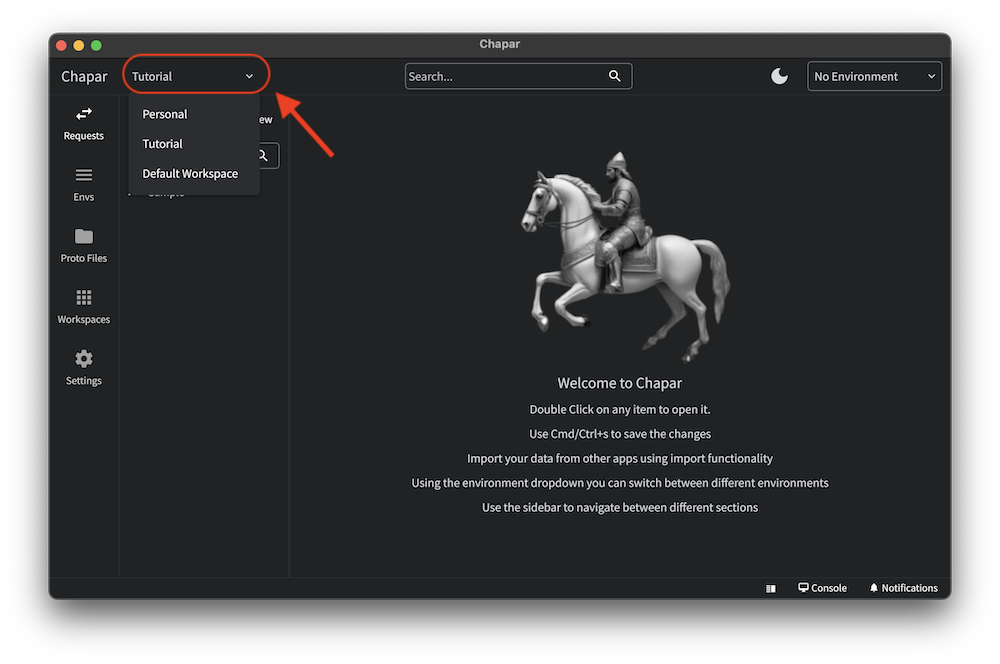 Chapar
Chapar
Tutorial
Search...
No Environment
Personal
Tutorial
Default Workspace
Requests
Envs
Proto Files
Workspaces
Settings
Welcome to Chapar
Double Click on any item to open it.
Use Cmd/Ctrl+s to save the changes
Import your data from other apps using import functionality
Using the environment dropdown you can switch between different environments
Use the sidebar to navigate between different sections
Console
Notifications